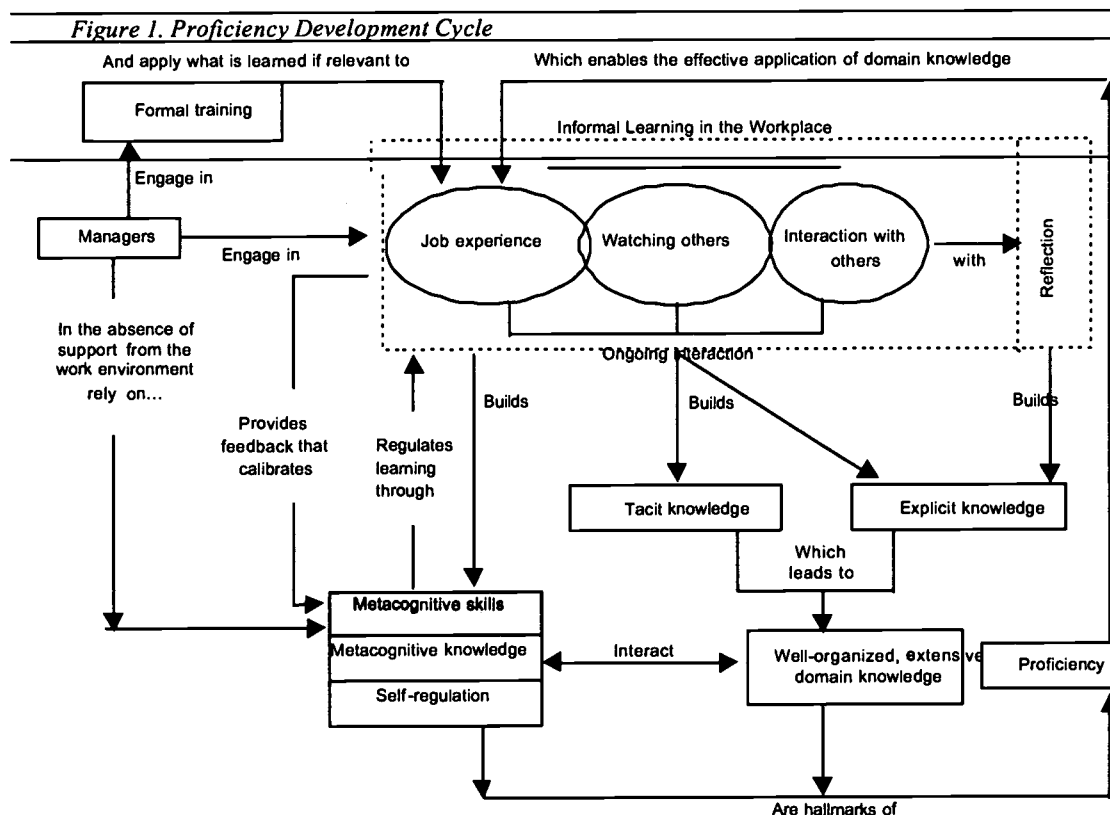 Figure 1. Proficiency Development Cycle
And apply what is learned if relevant to
Which enables the effective application of domain knowledge
Formal training
Informal Learning in the Workplace
Engage in
Managers
Engage in
Job experience
Watching others
Interaction with
others
with
Reflection
In the absence of
support from the
work environment
rely on...
Ongoing interaction
Provides
feedback that
calibrates
Regulates
learning
through
Builds
Builds
Builds
Tacit knowledge
Explicit knowledge
Which
leads to
Metacognitive skills
Metacognitive knowledge
Self-regulation
Interact
Well-organized, extensive
domain knowledge
Proficiency
Are hallmarks of